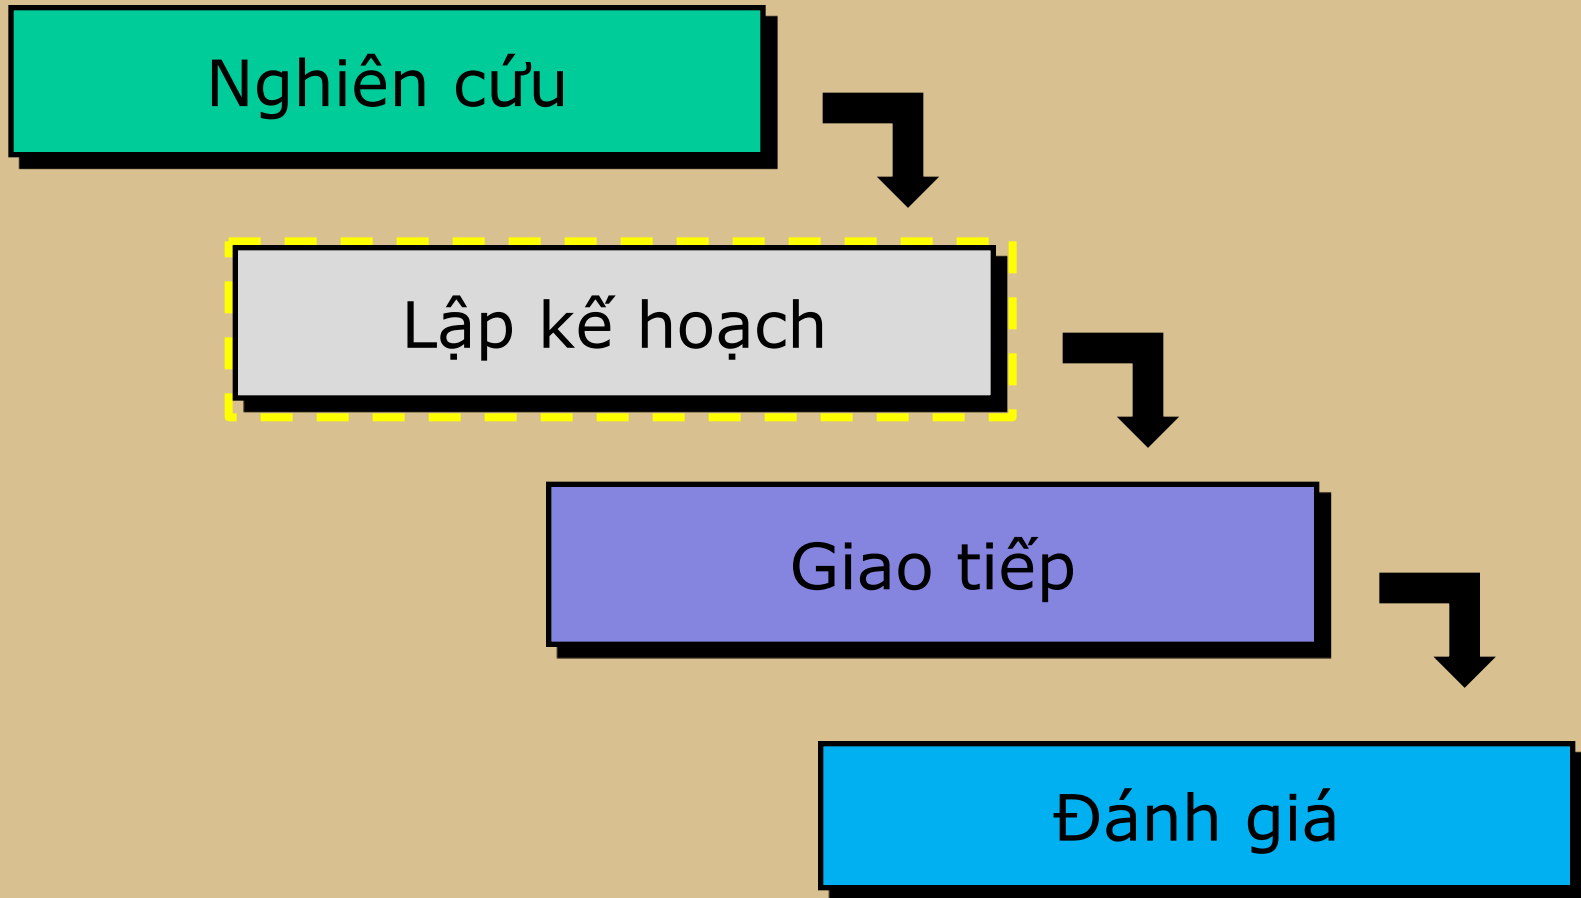 Nghiên cứu
Lập kế hoạch
Giao tiếp
Đánh giá